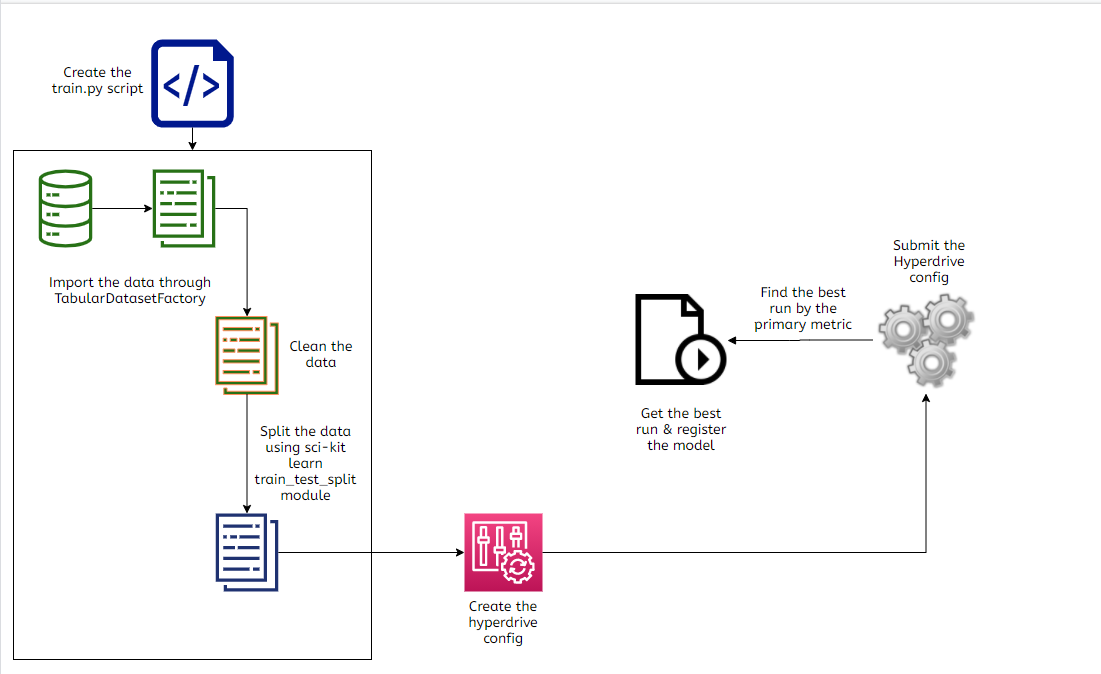 Create the
train.py script
</>
Import the data through
TabularDatasetFactory
Clean the
data
Split the data
using sci-kit
learn
train_test_split
module
Create the
hyperdrive
config
Submit the
Hyperdrive
config
Find the best
run by the
primary metric
Get the best
run & register
the model